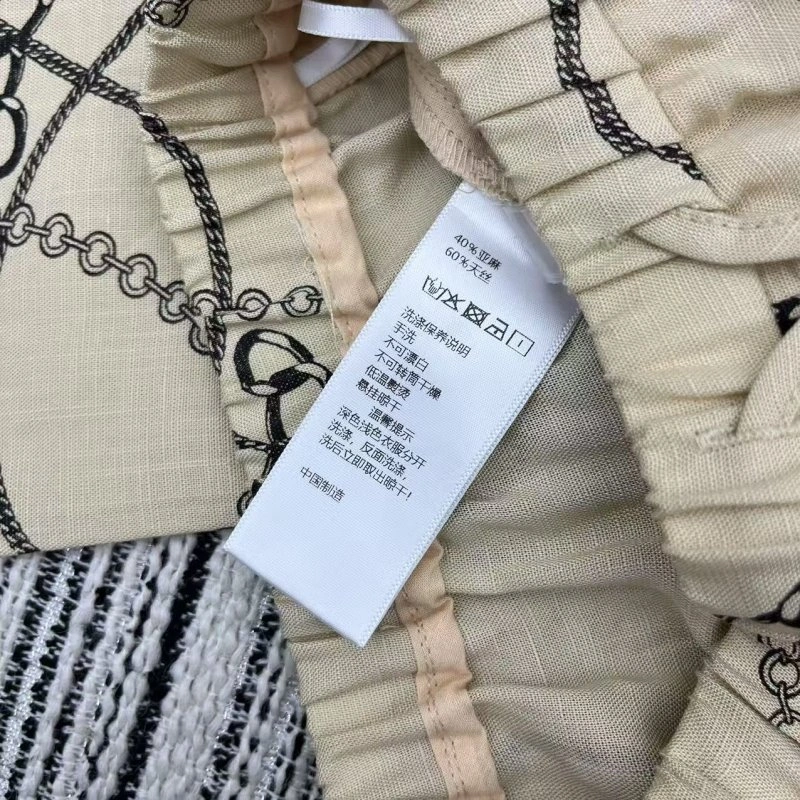 40%亚麻
60%天丝
洗涤保养说明
手洗
不可漂白
不可转筒干燥
低温熨烫
悬挂晾干
温馨提示
深色浅色衣服分开
洗涤，反面洗涤，
洗后立即取出晾干!
中国制造